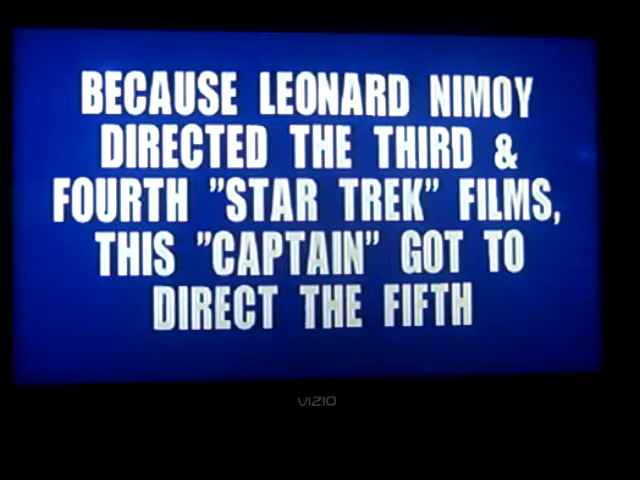 BECAUSE LEONARD NIMOY
DIRECTED THE THIRD &
FOURTH "STAR TREK" FILMS,
THIS "CAPTAIN" GOT TO
DIRECT THE FIFTH
VIZIO